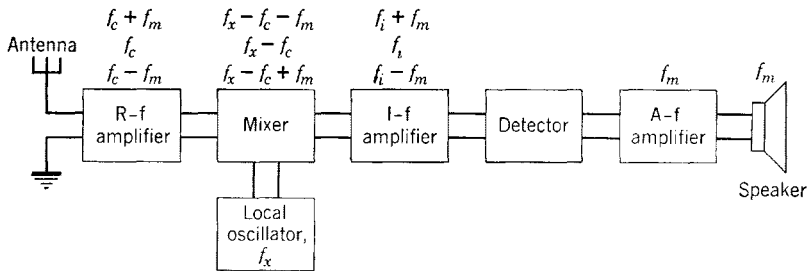 f_c + f_m
f_c
f_c − f_m
f_x − f_c − f_m
f_x − f_c
f_x − f_c + f_m
f_i + f_m
f_i
f_i − f_m
f_m
f_m
Antenna
R-f
amplifier
Mixer
I-f
amplifier
Detector
A-f
amplifier
Speaker
Local
oscillator,
f_x